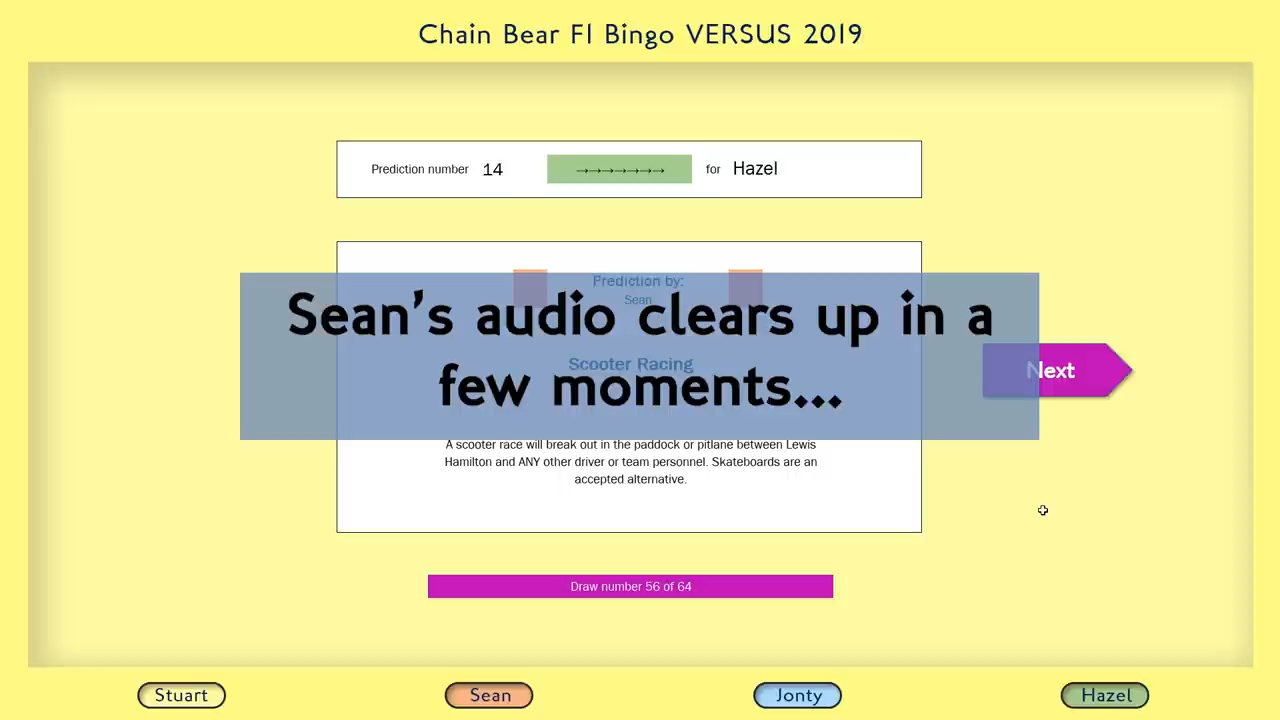 Chain Bear F1 Bingo VERSUS 2019
Prediction number 14 →→→→→→→ for Hazel
Prediction by:
Sean
Sean's audio clears up in a
Scooter Racing
few moments...
Next
A scooter race will break out in the paddock or pitlane between Lewis
Hamilton and ANY other driver or team personnel. Skateboards are an
accepted alternative.
Draw number 56 of 64
Stuart Sean Jonty Hazel